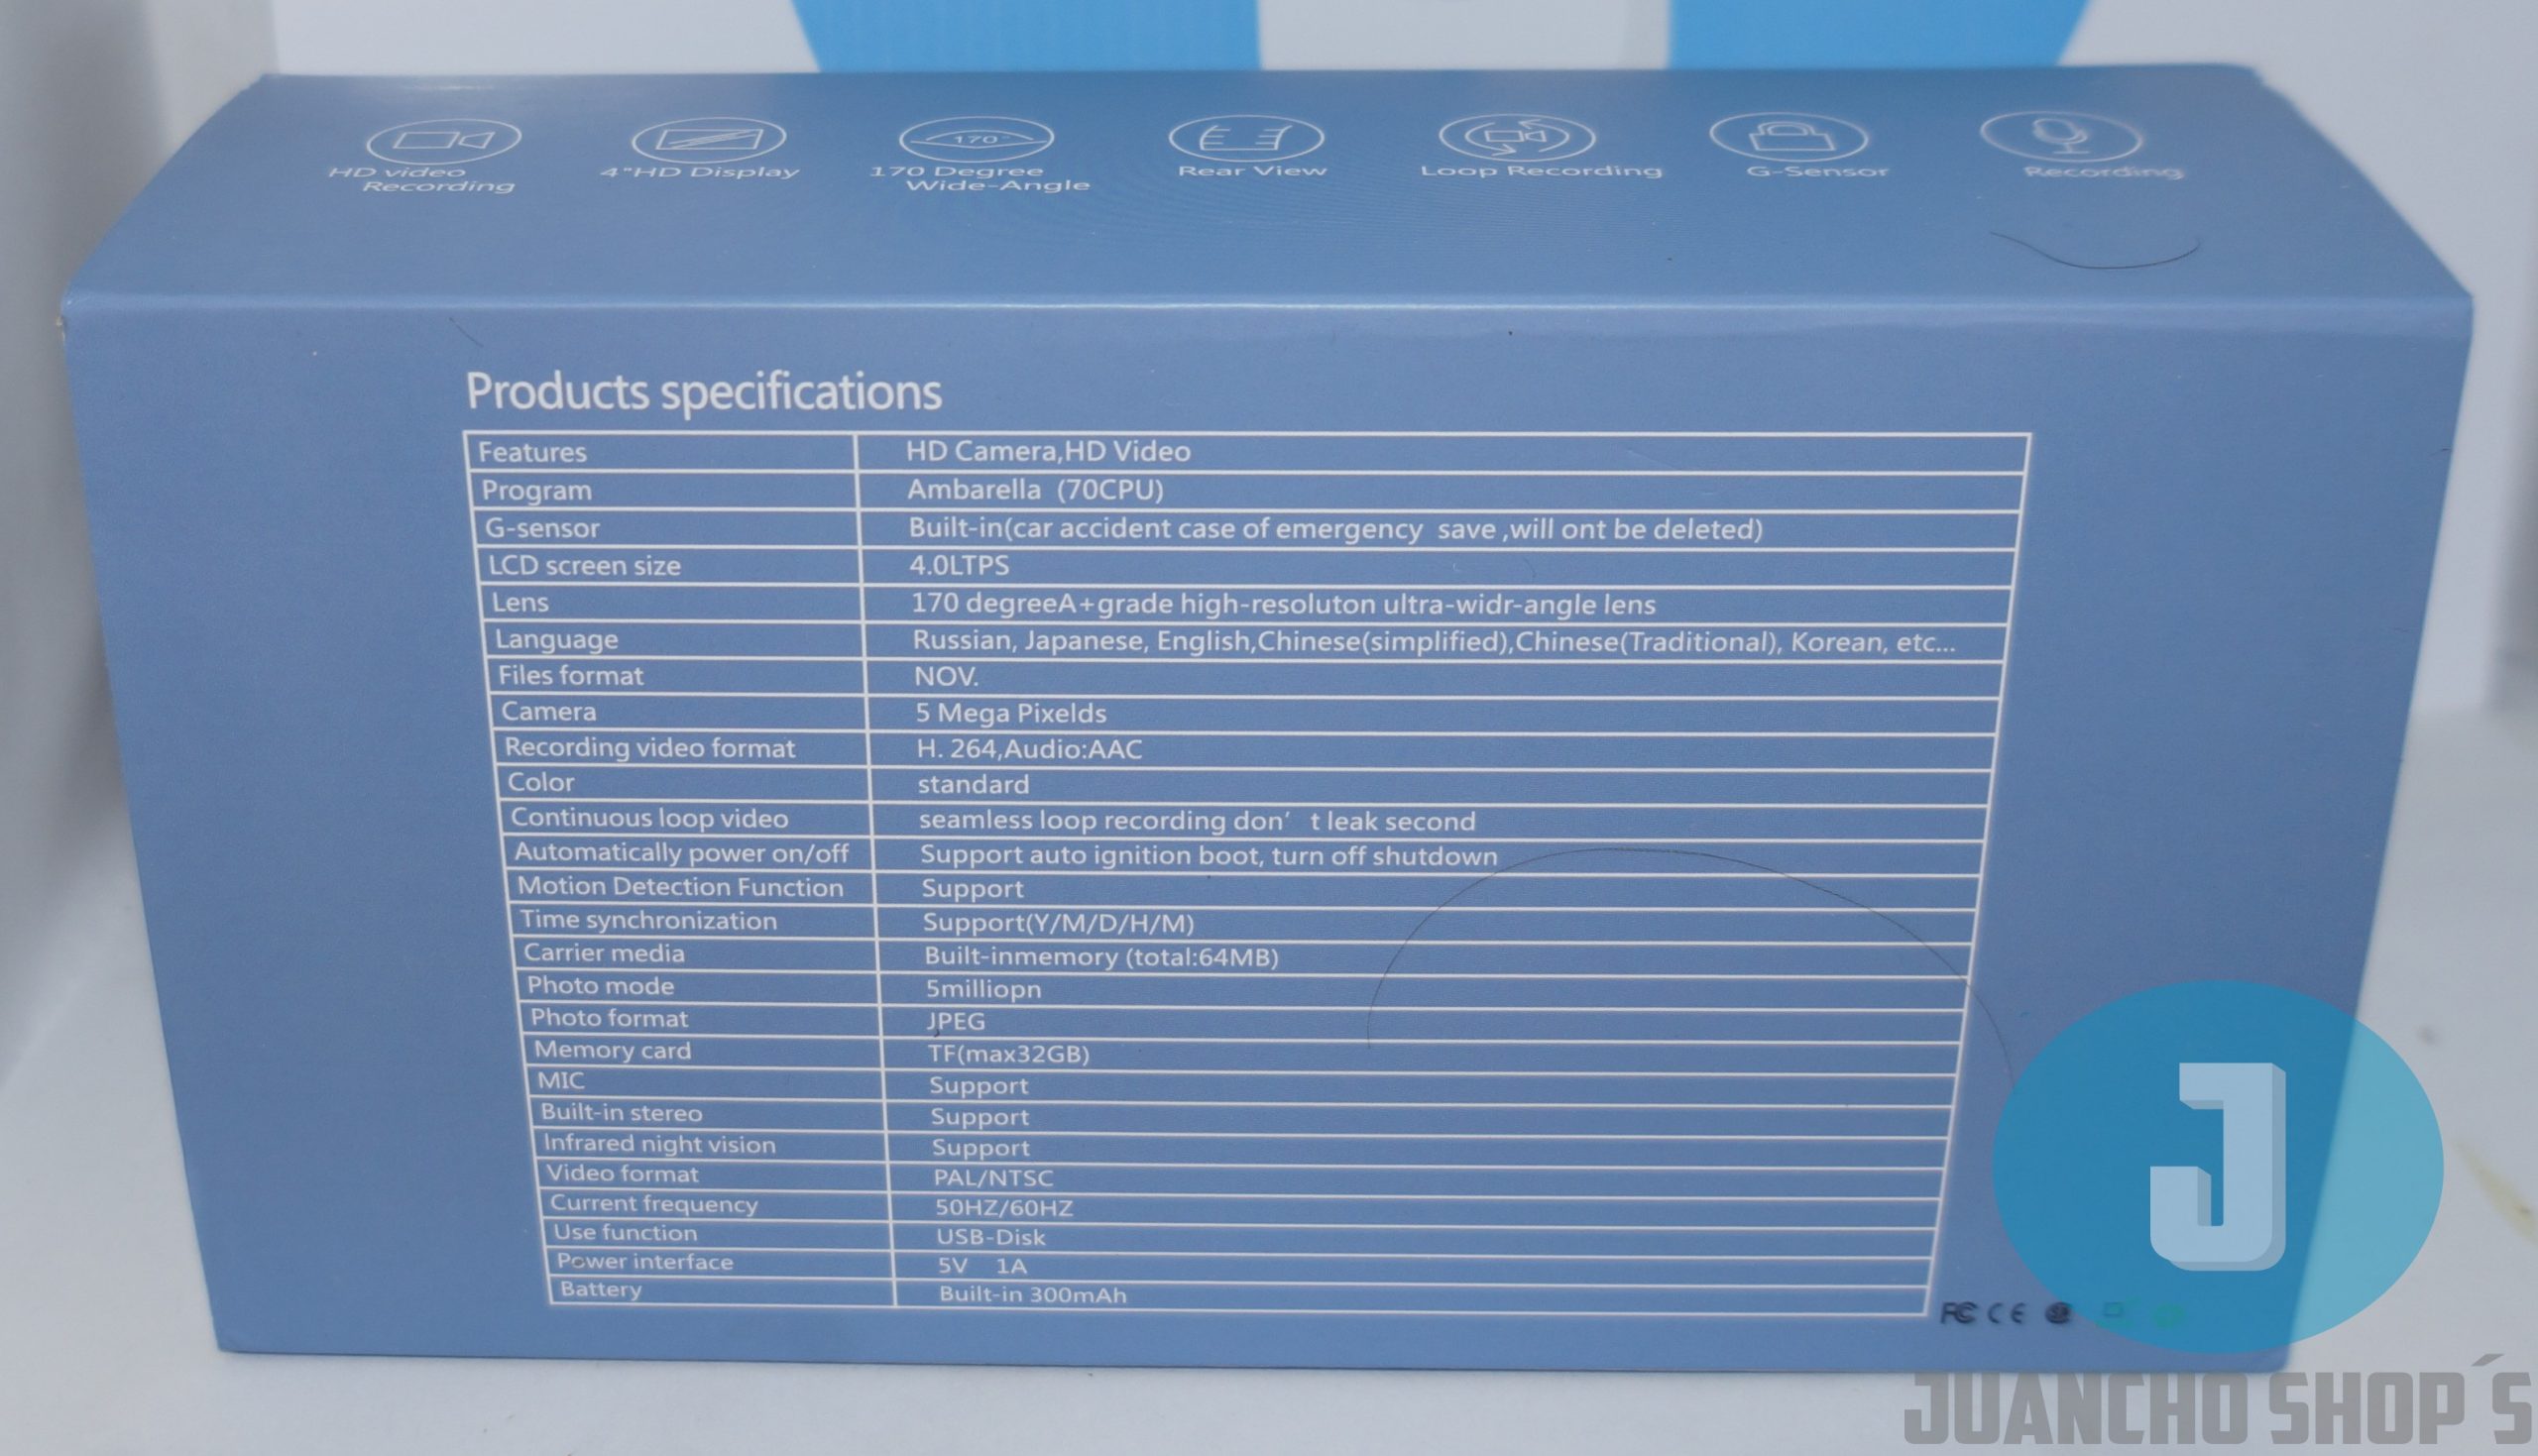 HD video
Recording
4"HD Display
170°
170 Degree
Wide-Angle
Rear View
Loop Recording
G-Sensor
Recording
Products specifications
Features HD Camera,HD Video
Program Ambarella (70CPU)
G-sensor Built-in(car accident case of emergency save ,will ont be deleted)
LCD screen size 4.0LTPS
Lens 170 degreeA+grade high-resoluton ultra-widr-angle lens
Language Russian, Japanese, English,Chinese(simplified),Chinese(Traditional), Korean, etc...
Files format NOV.
Camera 5 Mega Pixelds
Recording video format H. 264,Audio:AAC
Color standard
Continuous loop video seamless loop recording don’ t leak second
Automatically power on/off Support auto ignition boot, turn off shutdown
Motion Detection Function Support
Time synchronization Support(Y/M/D/H/M)
Carrier media Built-inmemory (total:64MB)
Photo mode 5milliopn
Photo format JPEG
Memory card TF(max32GB)
MIC Support
Built-in stereo Support
Infrared night vision Support
Video format PAL/NTSC
Current frequency 50HZ/60HZ
Use function USB-Disk
Power interface 5V 1A
Battery Built-in 300mAh
FC CE
J
JUANCHO SHOP´S